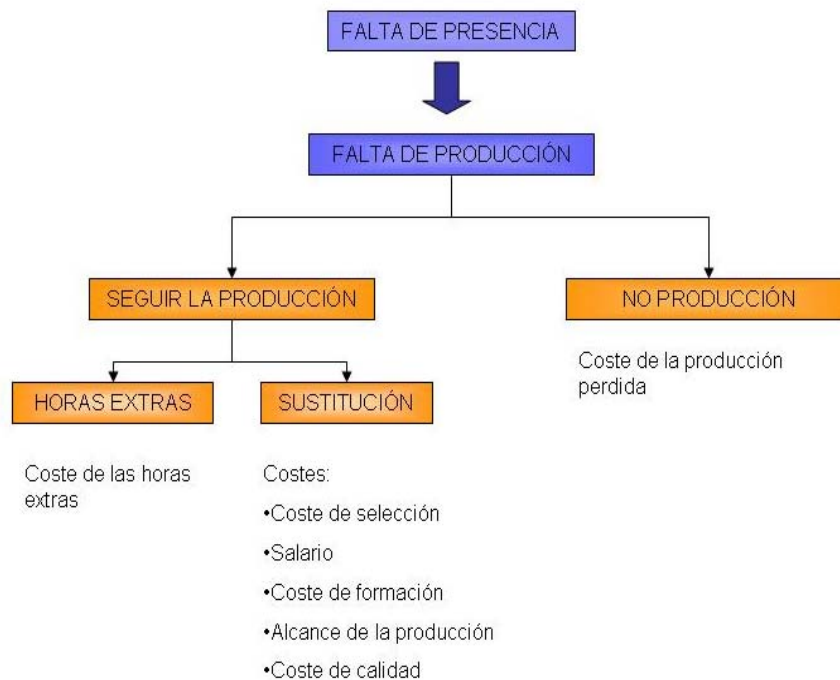 FALTA DE PRESENCIA
FALTA DE PRODUCCIÓN
SEGUIR LA PRODUCCIÓN
NO PRODUCCIÓN
Coste de la producción
perdida
HORAS EXTRAS
SUSTITUCIÓN
Coste de las horas
extras
Costes:
•Coste de selección
•Salario
•Coste de formación
•Alcance de la producción
•Coste de calidad